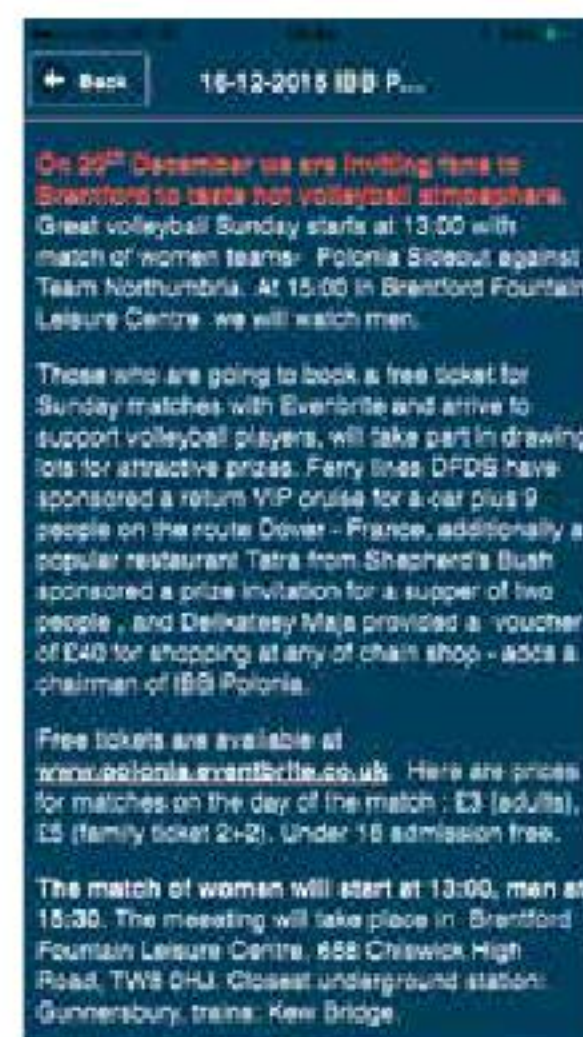 ← Back 16-12-2015 IBB P...
On 20th December we are inviting fans to
Brentford to taste hot volleyball atmosphere.
Great volleyball Sunday starts at 13:00 with
match of women teams- Polonia Sideout against
Team Northumbria. At 15:00 in Brentford Fountain
Leisure Centre we will watch men.
Those who are going to book a free ticket for
Sunday matches with Evenbrite and arrive to
support volleyball players, will take part in drawing
lots for attractive prizes. Ferry lines DFDS have
sponsored a return VIP cruise for a car plus 9
people on the route Dover - France, additionally a
popular restaurant Tatra from Shepherd's Bush
sponsored a prize invitation for a supper of two
people , and Delikatesy Maja provided a voucher
of £40 for shopping at any of chain shop - adds a
chairman of IBB Polonia.
Free tickets are available at
www.polonia.eventbrite.co.uk Here are prices
for matches on the day of the match : £3 (adults),
£5 (family ticket 2+2). Under 16 admission free.
The match of women will start at 13:00, men at
15:30. The meeeting will take place in Brentford
Fountain Leisure Centre, 658 Chiswick High
Road, TW8 0HJ. Closest underground station:
Gunnersbury, trains: Kew Bridge.